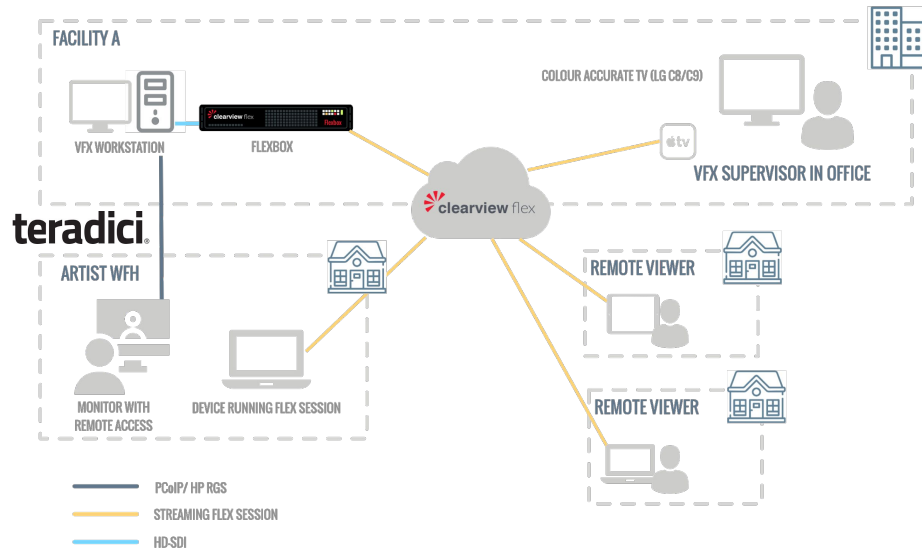 FACILITY A
COLOUR ACCURATE TV (LG C8/C9)
clearview flex
Flexbox
VFX WORKSTATION
FLEXBOX
tv
VFX SUPERVISOR IN OFFICE
clearview flex
teradici.
ARTIST WFH
REMOTE VIEWER
MONITOR WITH
REMOTE ACCESS
DEVICE RUNNING FLEX SESSION
REMOTE VIEWER
PCoIP/ HP RGS
STREAMING FLEX SESSION
HD-SDI